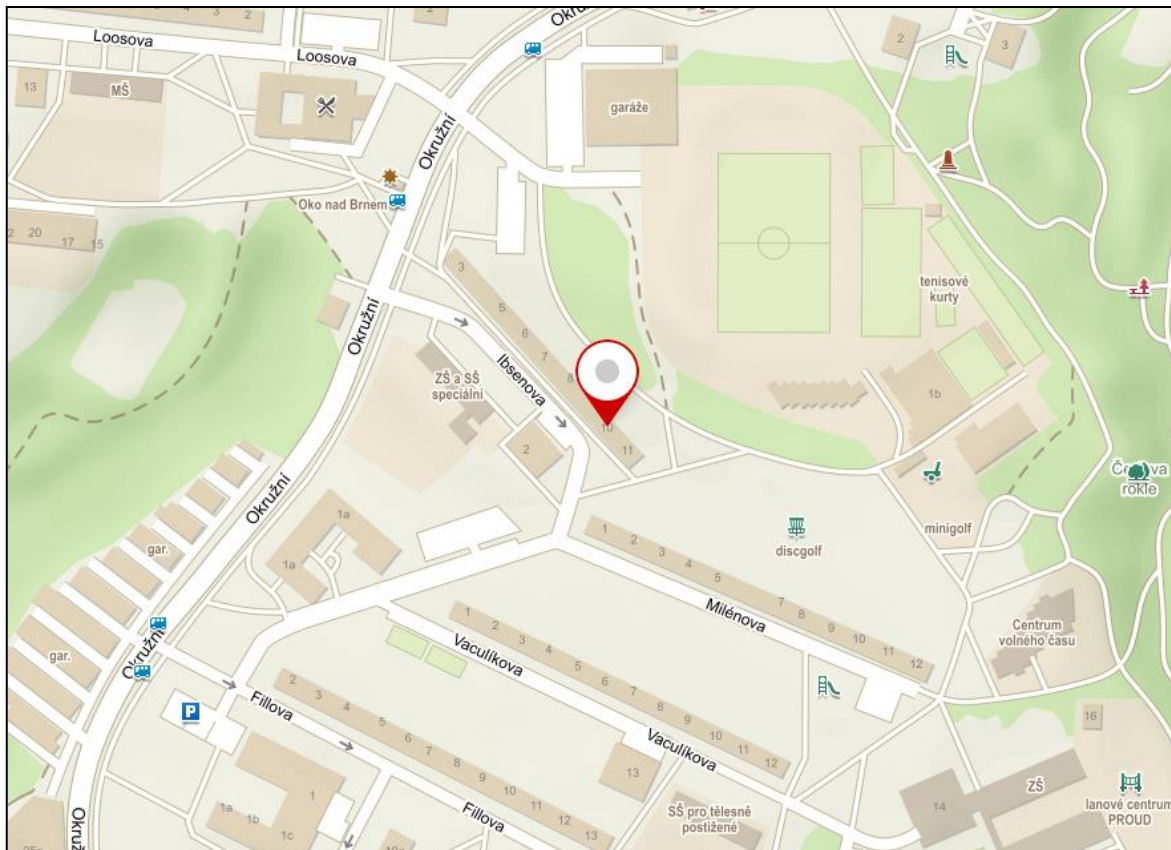 Okružní
2
2
3
Loosova
Loosova
13
MŠ
garáže
Okružní
Oko nad Brnem
2 20 17 15
3
5
6
7
8
10
11
tenisové
kurty
Okružní
Ibsenova
ZŠ a SŠ
speciální
2
1b
rokle
minigolf
discgolf
Okružní
1a
1a
gar.
1
2
3
4
5
7
8
9
10
11
12
Milénova
Centrum
volného času
1
2
3
4
5
6
7
8
9
10
11
12
Vaculíkova
Vaculíkova
gar.
Okružní
P
Fillova
2
3
4
5
6
7
8
9
10
11
12
13
Fillova
13
16
ZŠ
14
lanové centrum
PROUD
SŠ pro tělesně
postižené
1
1a
1b
1c